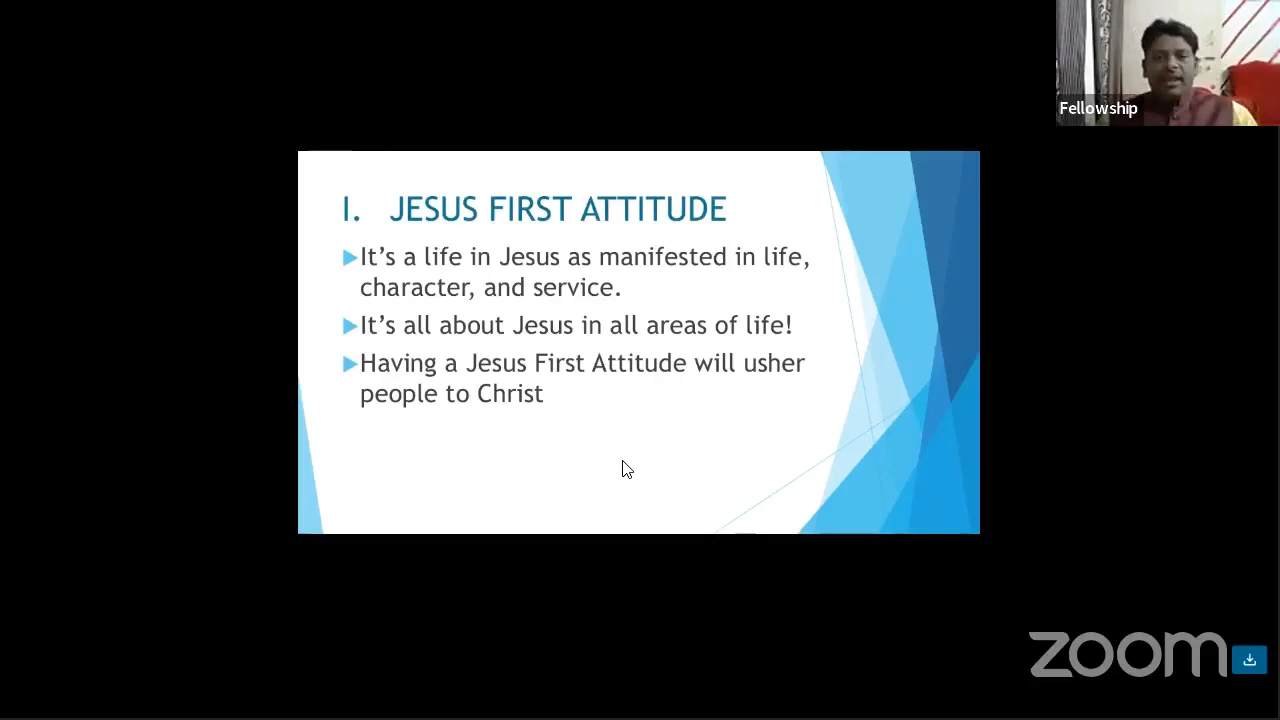 Fellowship
I. JESUS FIRST ATTITUDE
It’s a life in Jesus as manifested in life,
character, and service.
It’s all about Jesus in all areas of life!
Having a Jesus First Attitude will usher
people to Christ
zoom